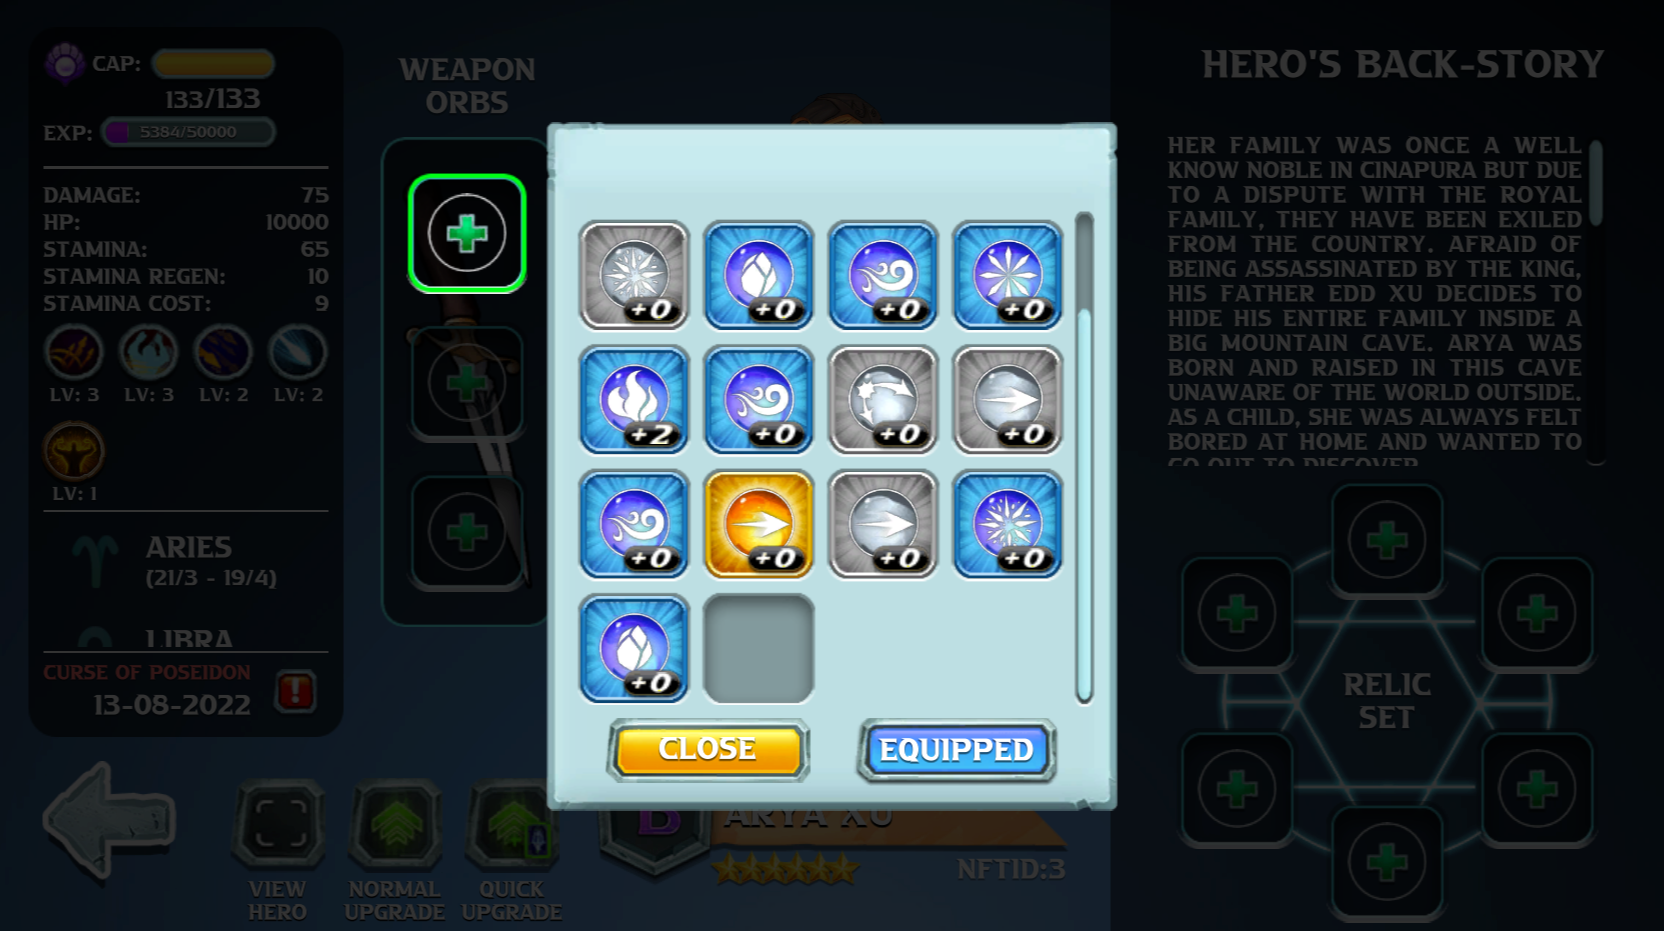 CAP:
133/133
EXP: 5384/50000
DAMAGE: 75
HP: 10000
STAMINA: 65
STAMINA REGEN: 10
STAMINA COST: 9
LV: 3 LV: 3 LV: 2 LV: 2
LV: 1
ARIES
(21/3 - 19/4)
LIBRA
CURSE OF POSEIDON
13-08-2022
WEAPON
ORBS
+0 +0 +0 +0
+2 +0 +0 +0
+0 +0 +0 +0
+0
CLOSE EQUIPPED
VIEW
HERO
NORMAL
UPGRADE
QUICK
UPGRADE
B
ARYA XU
NFTID:3
HERO'S BACK-STORY
HER FAMILY WAS ONCE A WELL
KNOW NOBLE IN CINAPURA BUT DUE
TO A DISPUTE WITH THE ROYAL
FAMILY, THEY HAVE BEEN EXILED
FROM THE COUNTRY. AFRAID OF
BEING ASSASSINATED BY THE KING,
HIS FATHER EDD XU DECIDES TO
HIDE HIS ENTIRE FAMILY INSIDE A
BIG MOUNTAIN CAVE. ARYA WAS
BORN AND RAISED IN THIS CAVE
UNAWARE OF THE WORLD OUTSIDE.
AS A CHILD, SHE WAS ALWAYS FELT
BORED AT HOME AND WANTED TO
GO OUT TO DISCOVER
RELIC
SET